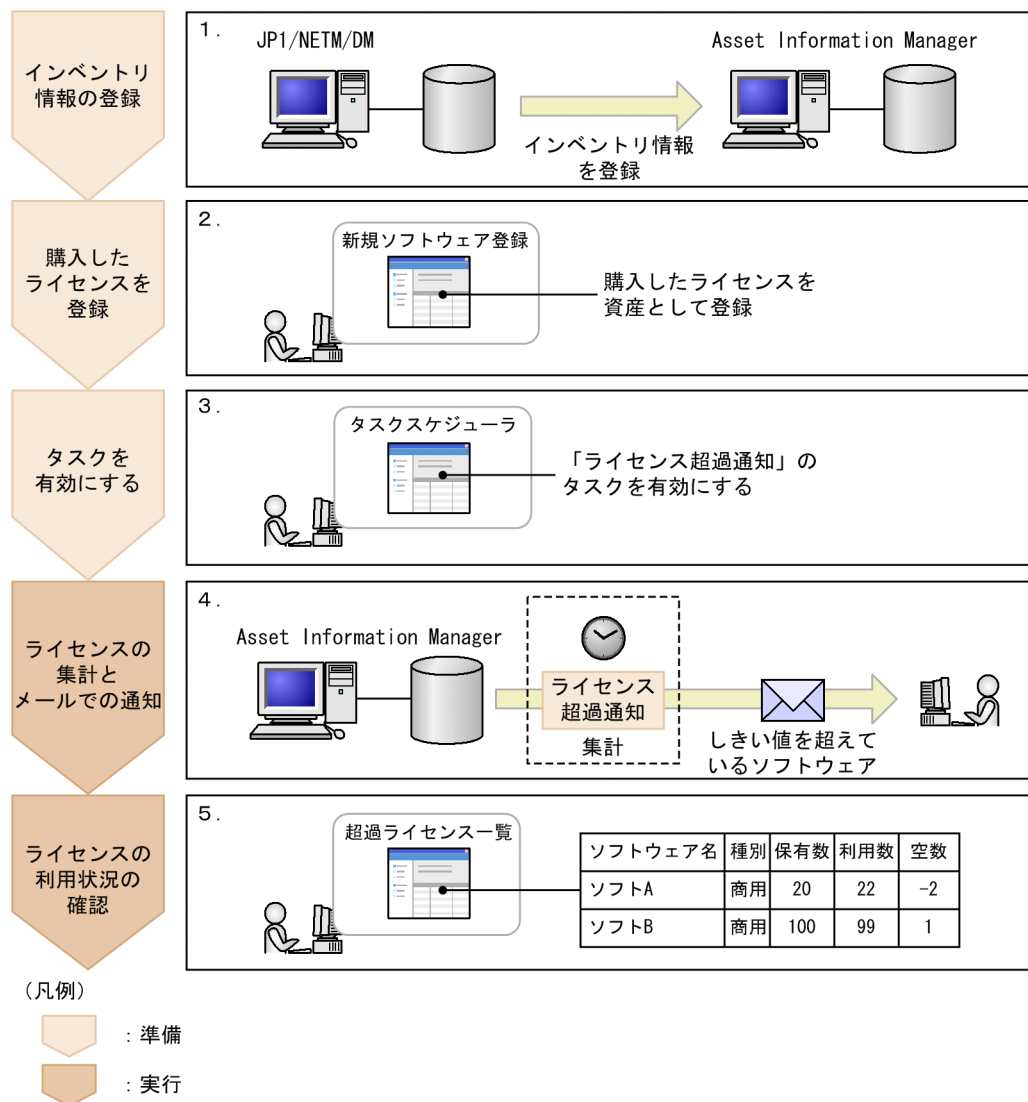 インベントリ
情報の登録
1.
JP1/NETM/DM
Asset Information Manager
インベントリ情報
を登録
購入した
ライセンスを
登録
2.
新規ソフトウェア登録
購入したライセンスを
資産として登録
タスクを
有効にする
3.
タスクスケジューラ
「ライセンス超過通知」の
タスクを有効にする
ライセンスの
集計と
メールでの通知
4.
Asset Information Manager
ライセンス
超過通知
集計
しきい値を超えて
いるソフトウェア
ライセンスの
利用状況の
確認
5.
超過ライセンス一覧
ソフトウェア名 種別 保有数 利用数 空数
ソフトA 商用 20 22 -2
ソフトB 商用 100 99 1
(凡例)
:準備
:実行